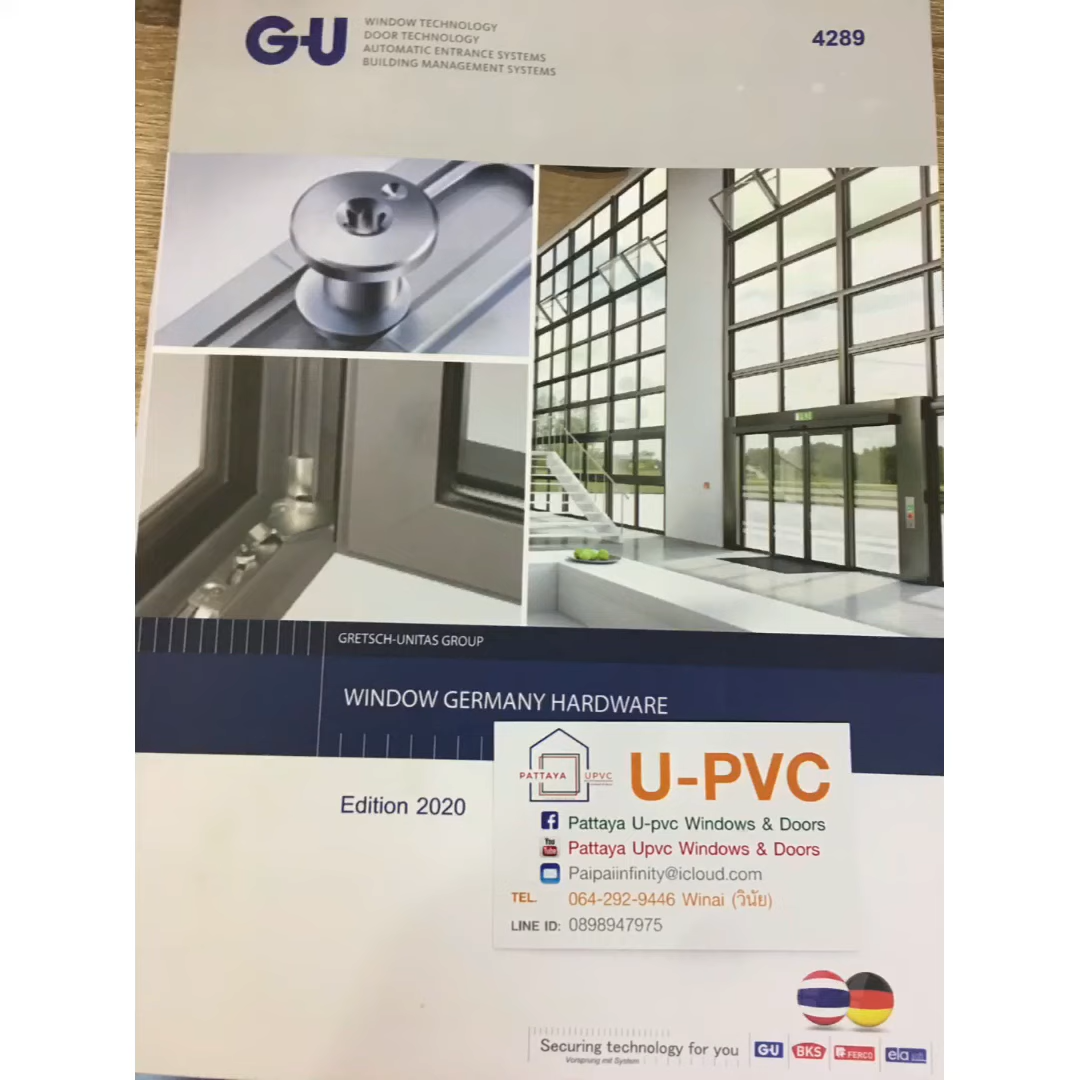 G-U
WINDOW TECHNOLOGY
DOOR TECHNOLOGY
AUTOMATIC ENTRANCE SYSTEMS
BUILDING MANAGEMENT SYSTEMS
4289
GRETSCH-UNITAS GROUP
WINDOW GERMANY HARDWARE
Edition 2020
PATTAYA UPVC
U-PVC
Pattaya U-pvc Windows & Doors
You Tube Pattaya Upvc Windows & Doors
Paipaiinfinity@icloud.com
TEL. 064-292-9446 Winai (วินัย)
LINE ID: 0898947975
Securing technology for you
Vorsprung mit System
G-U
BKS
FERCO
ela